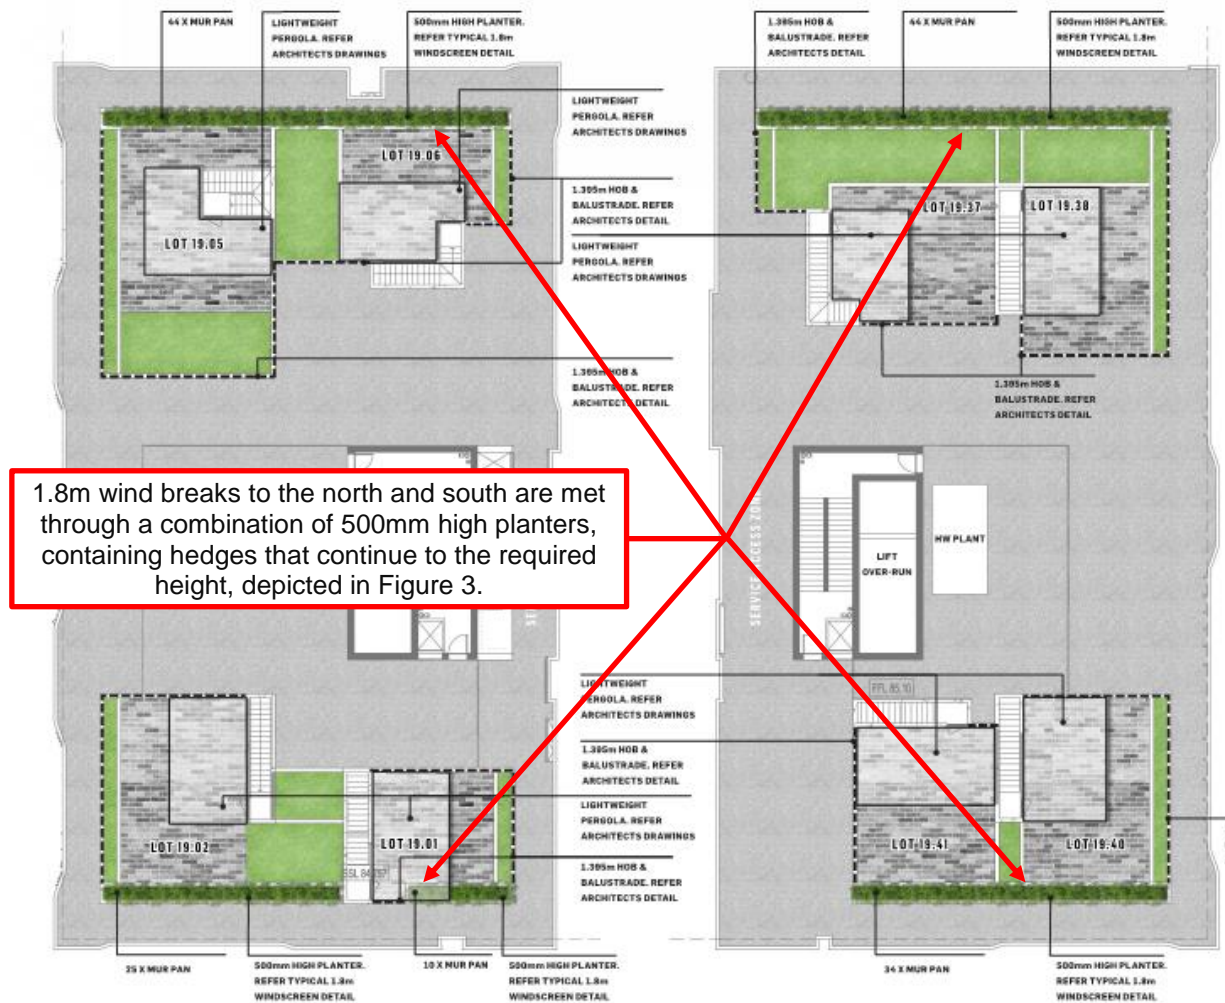 44 X MUR PAN
LIGHTWEIGHT
PERGOLA. REFER
ARCHITECTS DRAWINGS
500mm HIGH PLANTER.
REFER TYPICAL 1.8m
WINDSCREEN DETAIL
1.395m HOB &
BALUSTRADE. REFER
ARCHITECTS DETAIL
44 X MUR PAN
500mm HIGH PLANTER.
REFER TYPICAL 1.8m
WINDSCREEN DETAIL
LIGHTWEIGHT
PERGOLA. REFER
ARCHITECTS DRAWINGS
LOT 19.06
1.395m HOB &
BALUSTRADE. REFER
ARCHITECTS DETAIL
LOT 19.37
LOT 19.38
LOT 19.05
LIGHTWEIGHT
PERGOLA. REFER
ARCHITECTS DRAWINGS
1.395m HOB &
BALUSTRADE. REFER
ARCHITECTS DETAIL
1.395m HOB &
BALUSTRADE. REFER
ARCHITECTS DETAIL
1.8m wind breaks to the north and south are met
through a combination of 500mm high planters,
containing hedges that continue to the required
height, depicted in Figure 3.
SERVICE ACCESS ZONE
LIFT
OVER-RUN
HW PLANT
LIGHTWEIGHT
PERGOLA. REFER
ARCHITECTS DRAWINGS
FFL 85.10
1.395m HOB &
BALUSTRADE. REFER
ARCHITECTS DETAIL
LIGHTWEIGHT
PERGOLA. REFER
ARCHITECTS DRAWINGS
LOT 19.02
LOT 19.01
LOT 19.41
LOT 19.40
1.395m HOB &
BALUSTRADE. REFER
ARCHITECTS DETAIL
25 X MUR PAN
500mm HIGH PLANTER.
REFER TYPICAL 1.8m
WINDSCREEN DETAIL
10 X MUR PAN
500mm HIGH PLANTER.
REFER TYPICAL 1.8m
WINDSCREEN DETAIL
34 X MUR PAN
500mm HIGH PLANTER.
REFER TYPICAL 1.8m
WINDSCREEN DETAIL